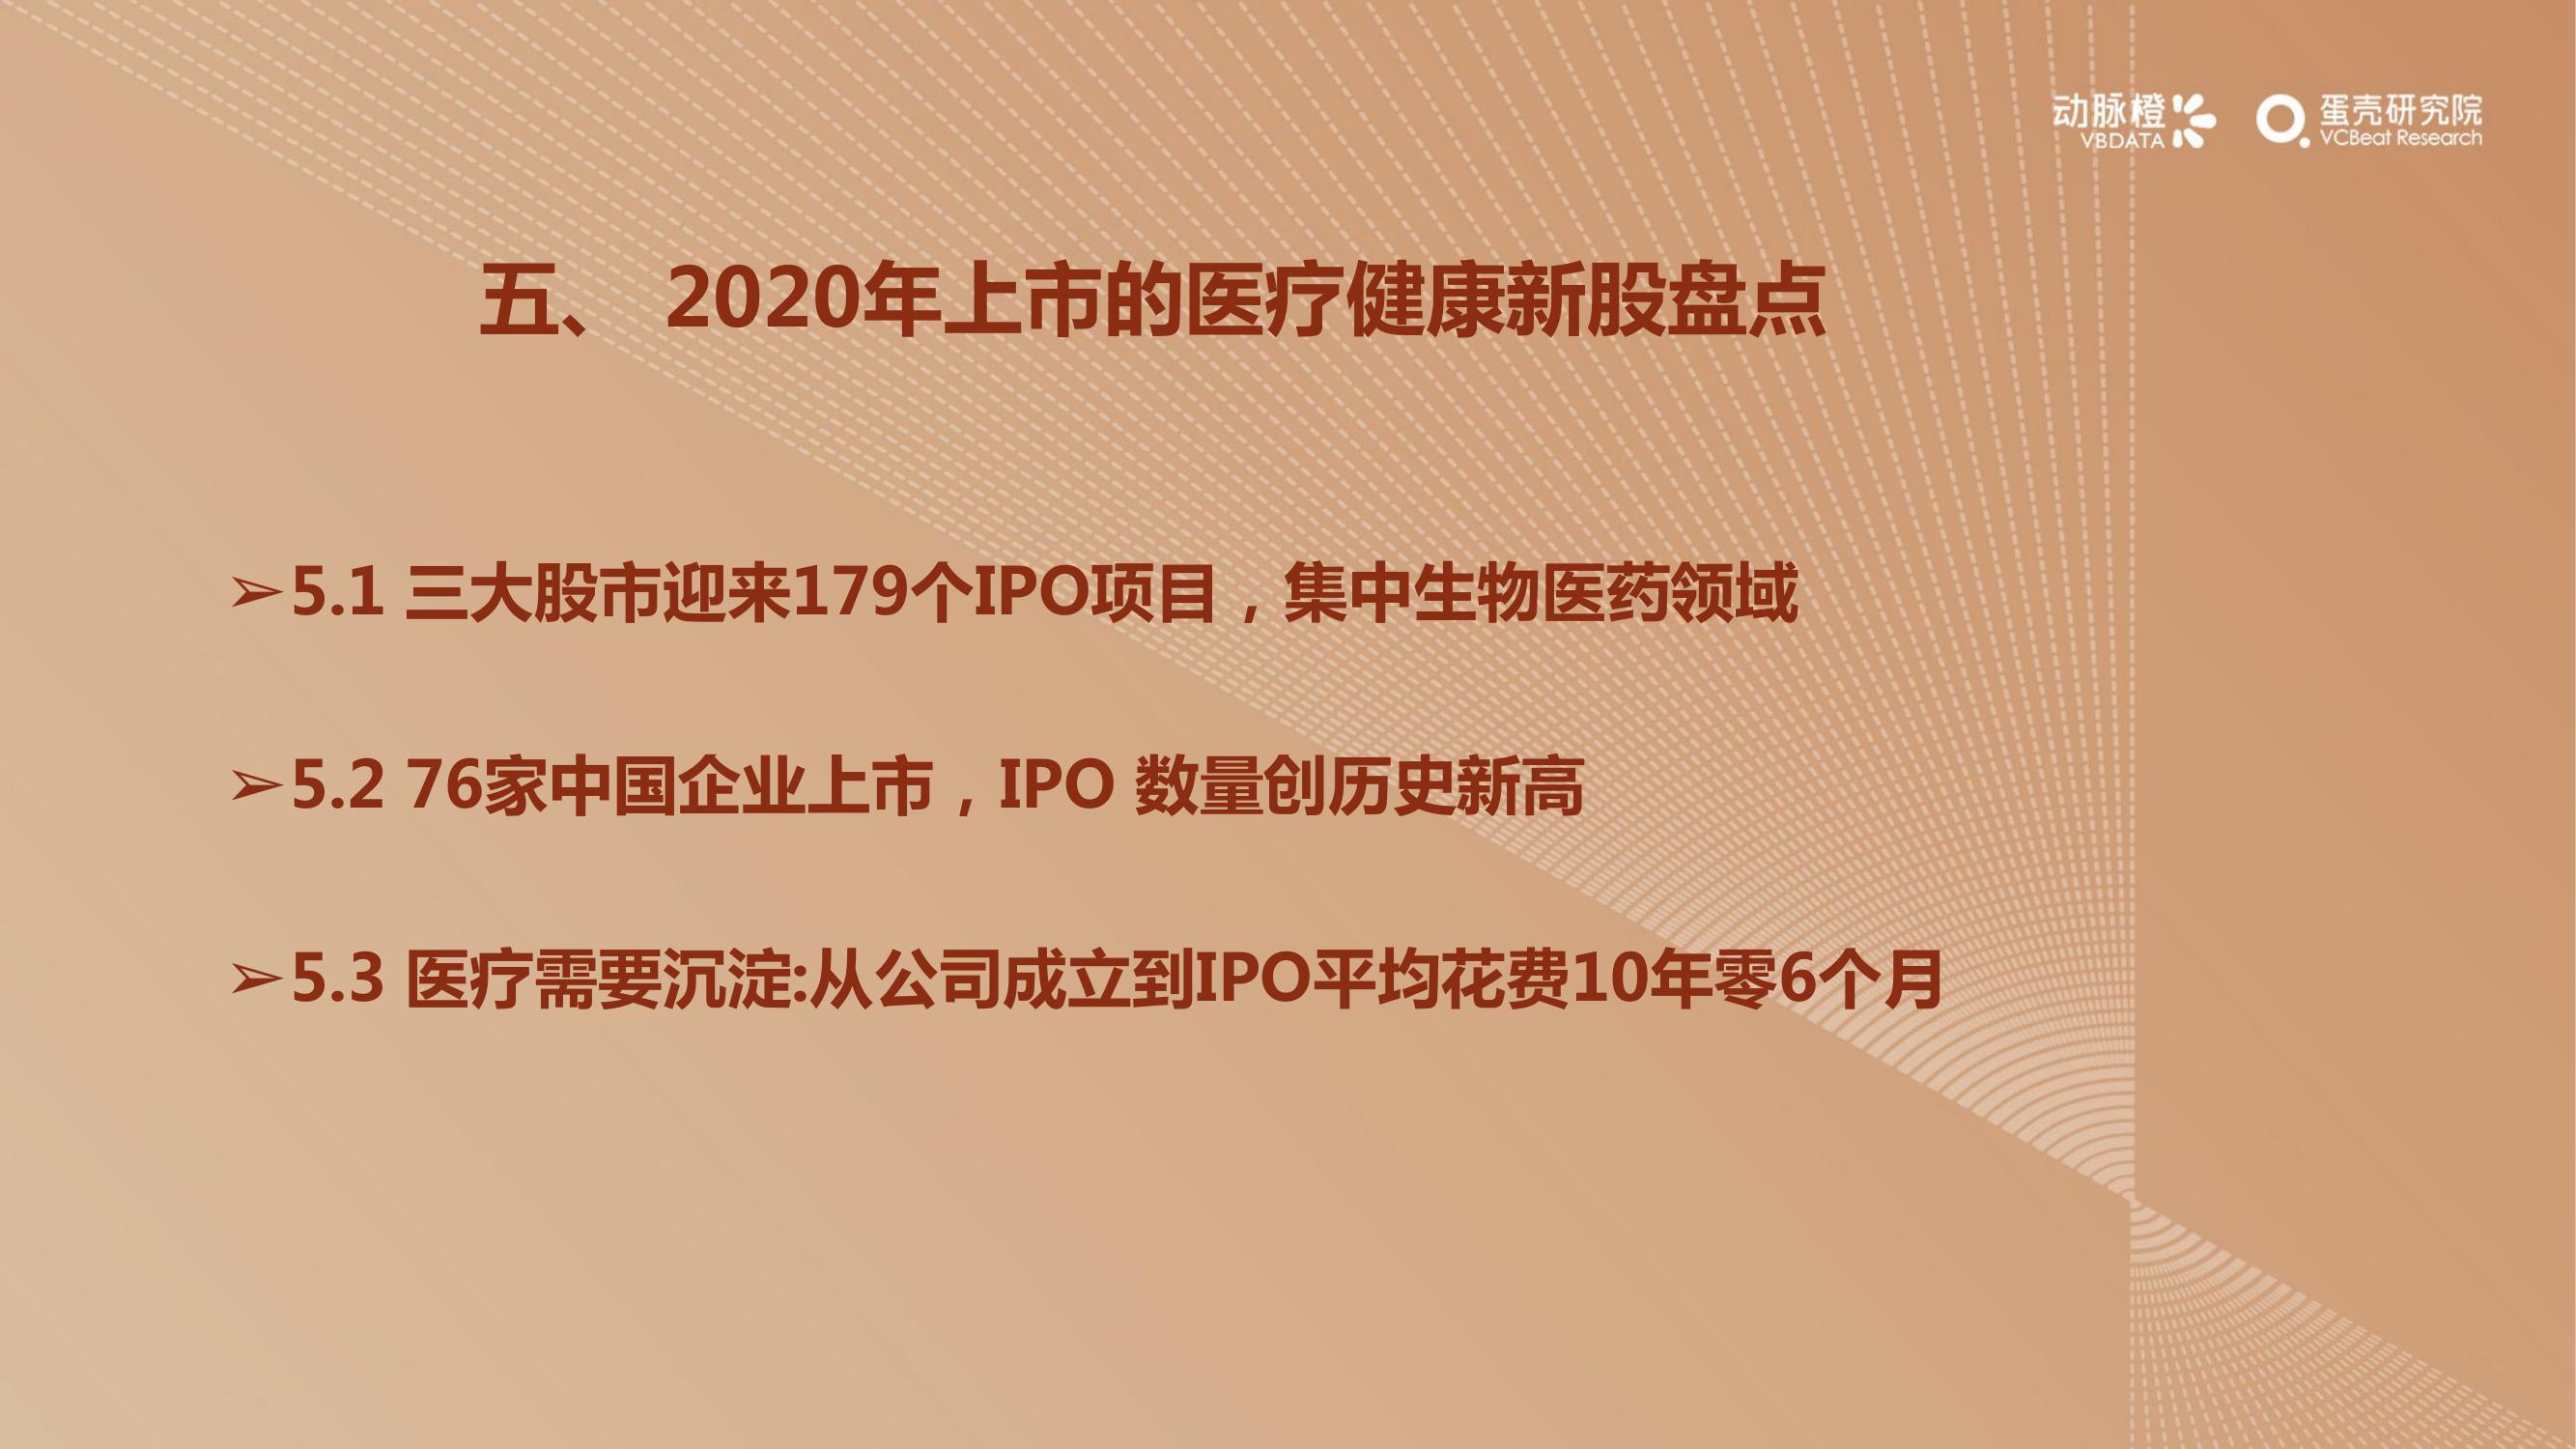 动脉橙
VBDATA
蛋壳研究院
VCBeat Research
五、 2020年上市的医疗健康新股盘点
➢5.1 三大股市迎来179个IPO项目，集中生物医药领域
➢5.2 76家中国企业上市，IPO 数量创历史新高
➢5.3 医疗需要沉淀:从公司成立到IPO平均花费10年零6个月